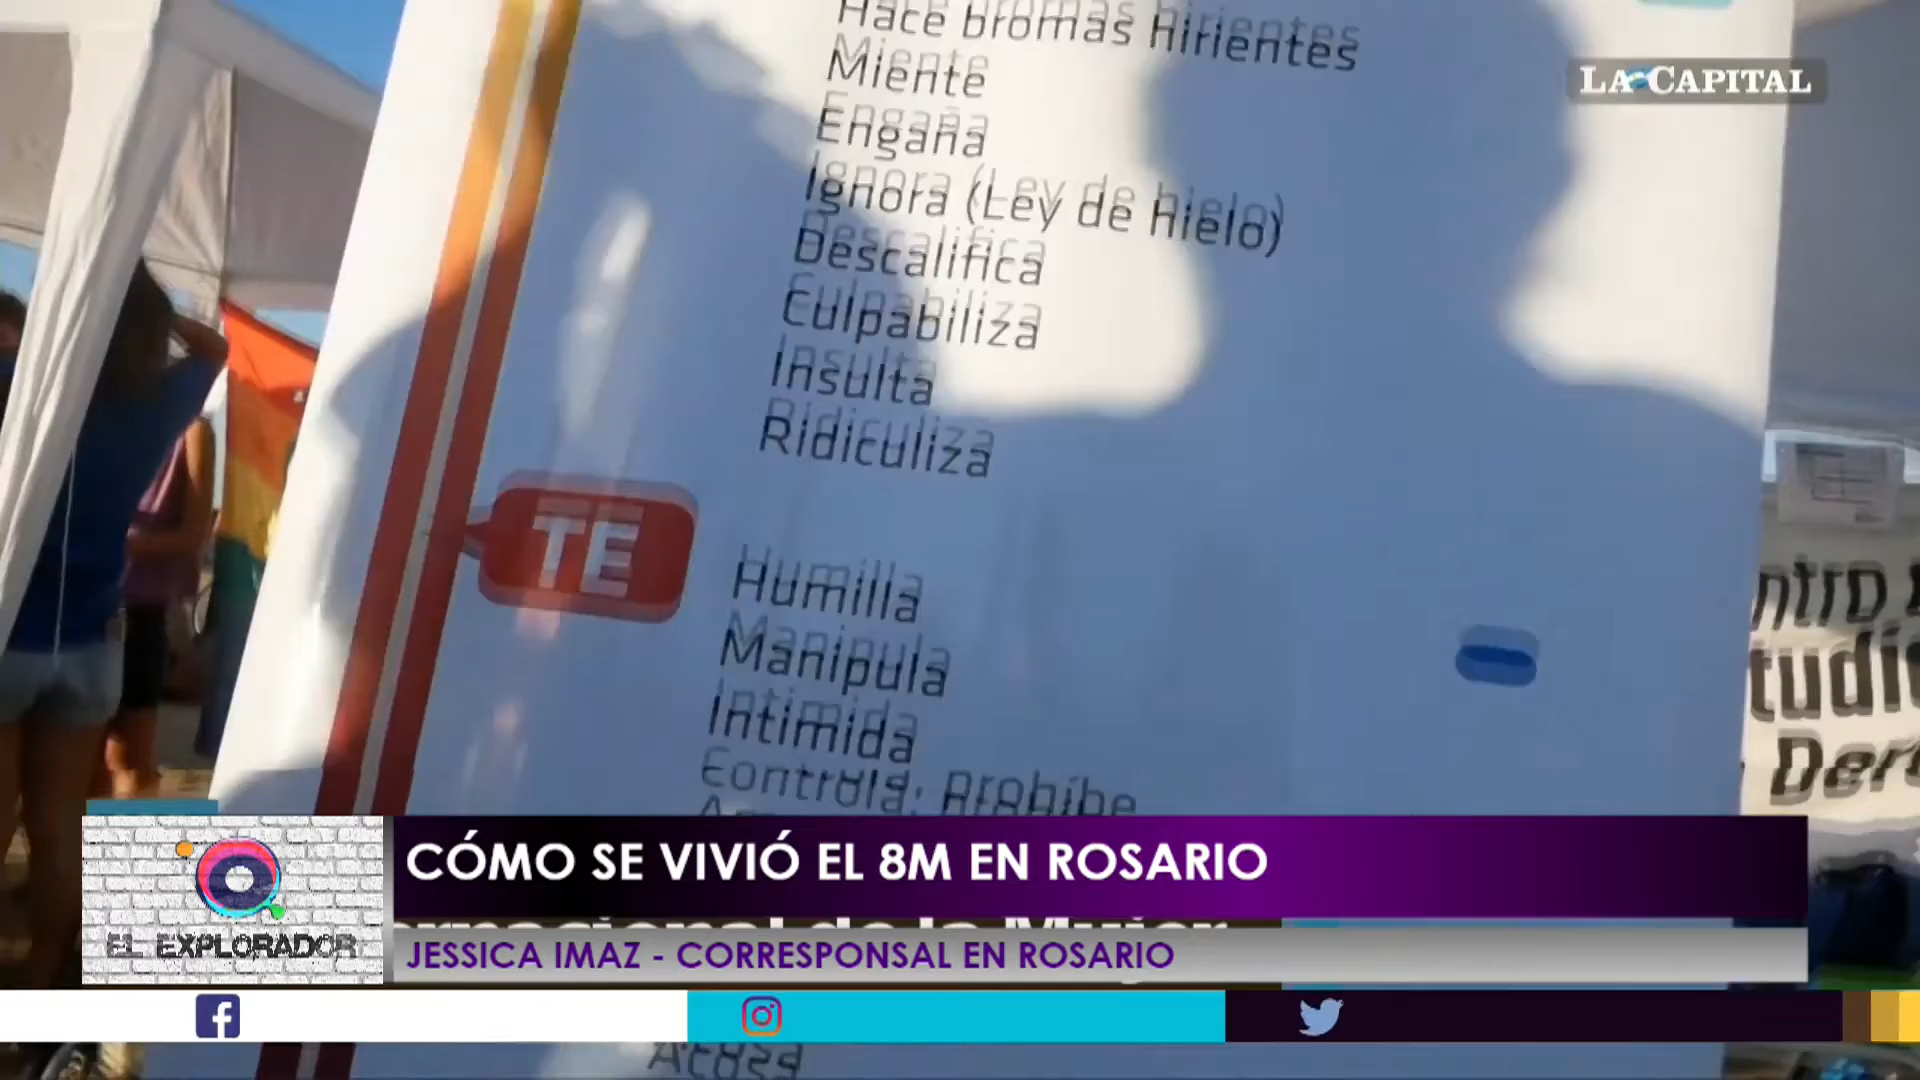 Hace bromas hirientes
Miente
LA CAPITAL
Engaña
Ignora (Ley de hielo)
Descalifica
Culpabiliza
Insulta
Ridiculiza
TE
Humilla
Manipula
Intimida
Controla, prohíbe
CÓMO SE VIVIÓ EL 8M EN ROSARIO
EL EXPLORADOR
JESSICA IMAZ - CORRESPONSAL EN ROSARIO
Acosa